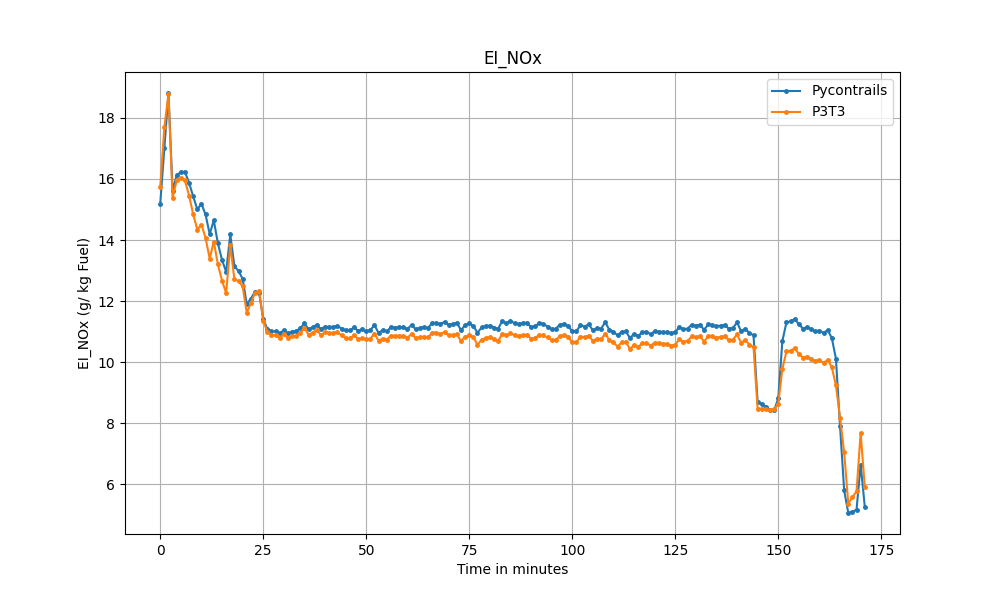 EI_NOx
Pycontrails
P3T3
EI_NOx (g/ kg Fuel)
18
16
14
12
10
8
6
0 25 50 75 100 125 150 175
Time in minutes